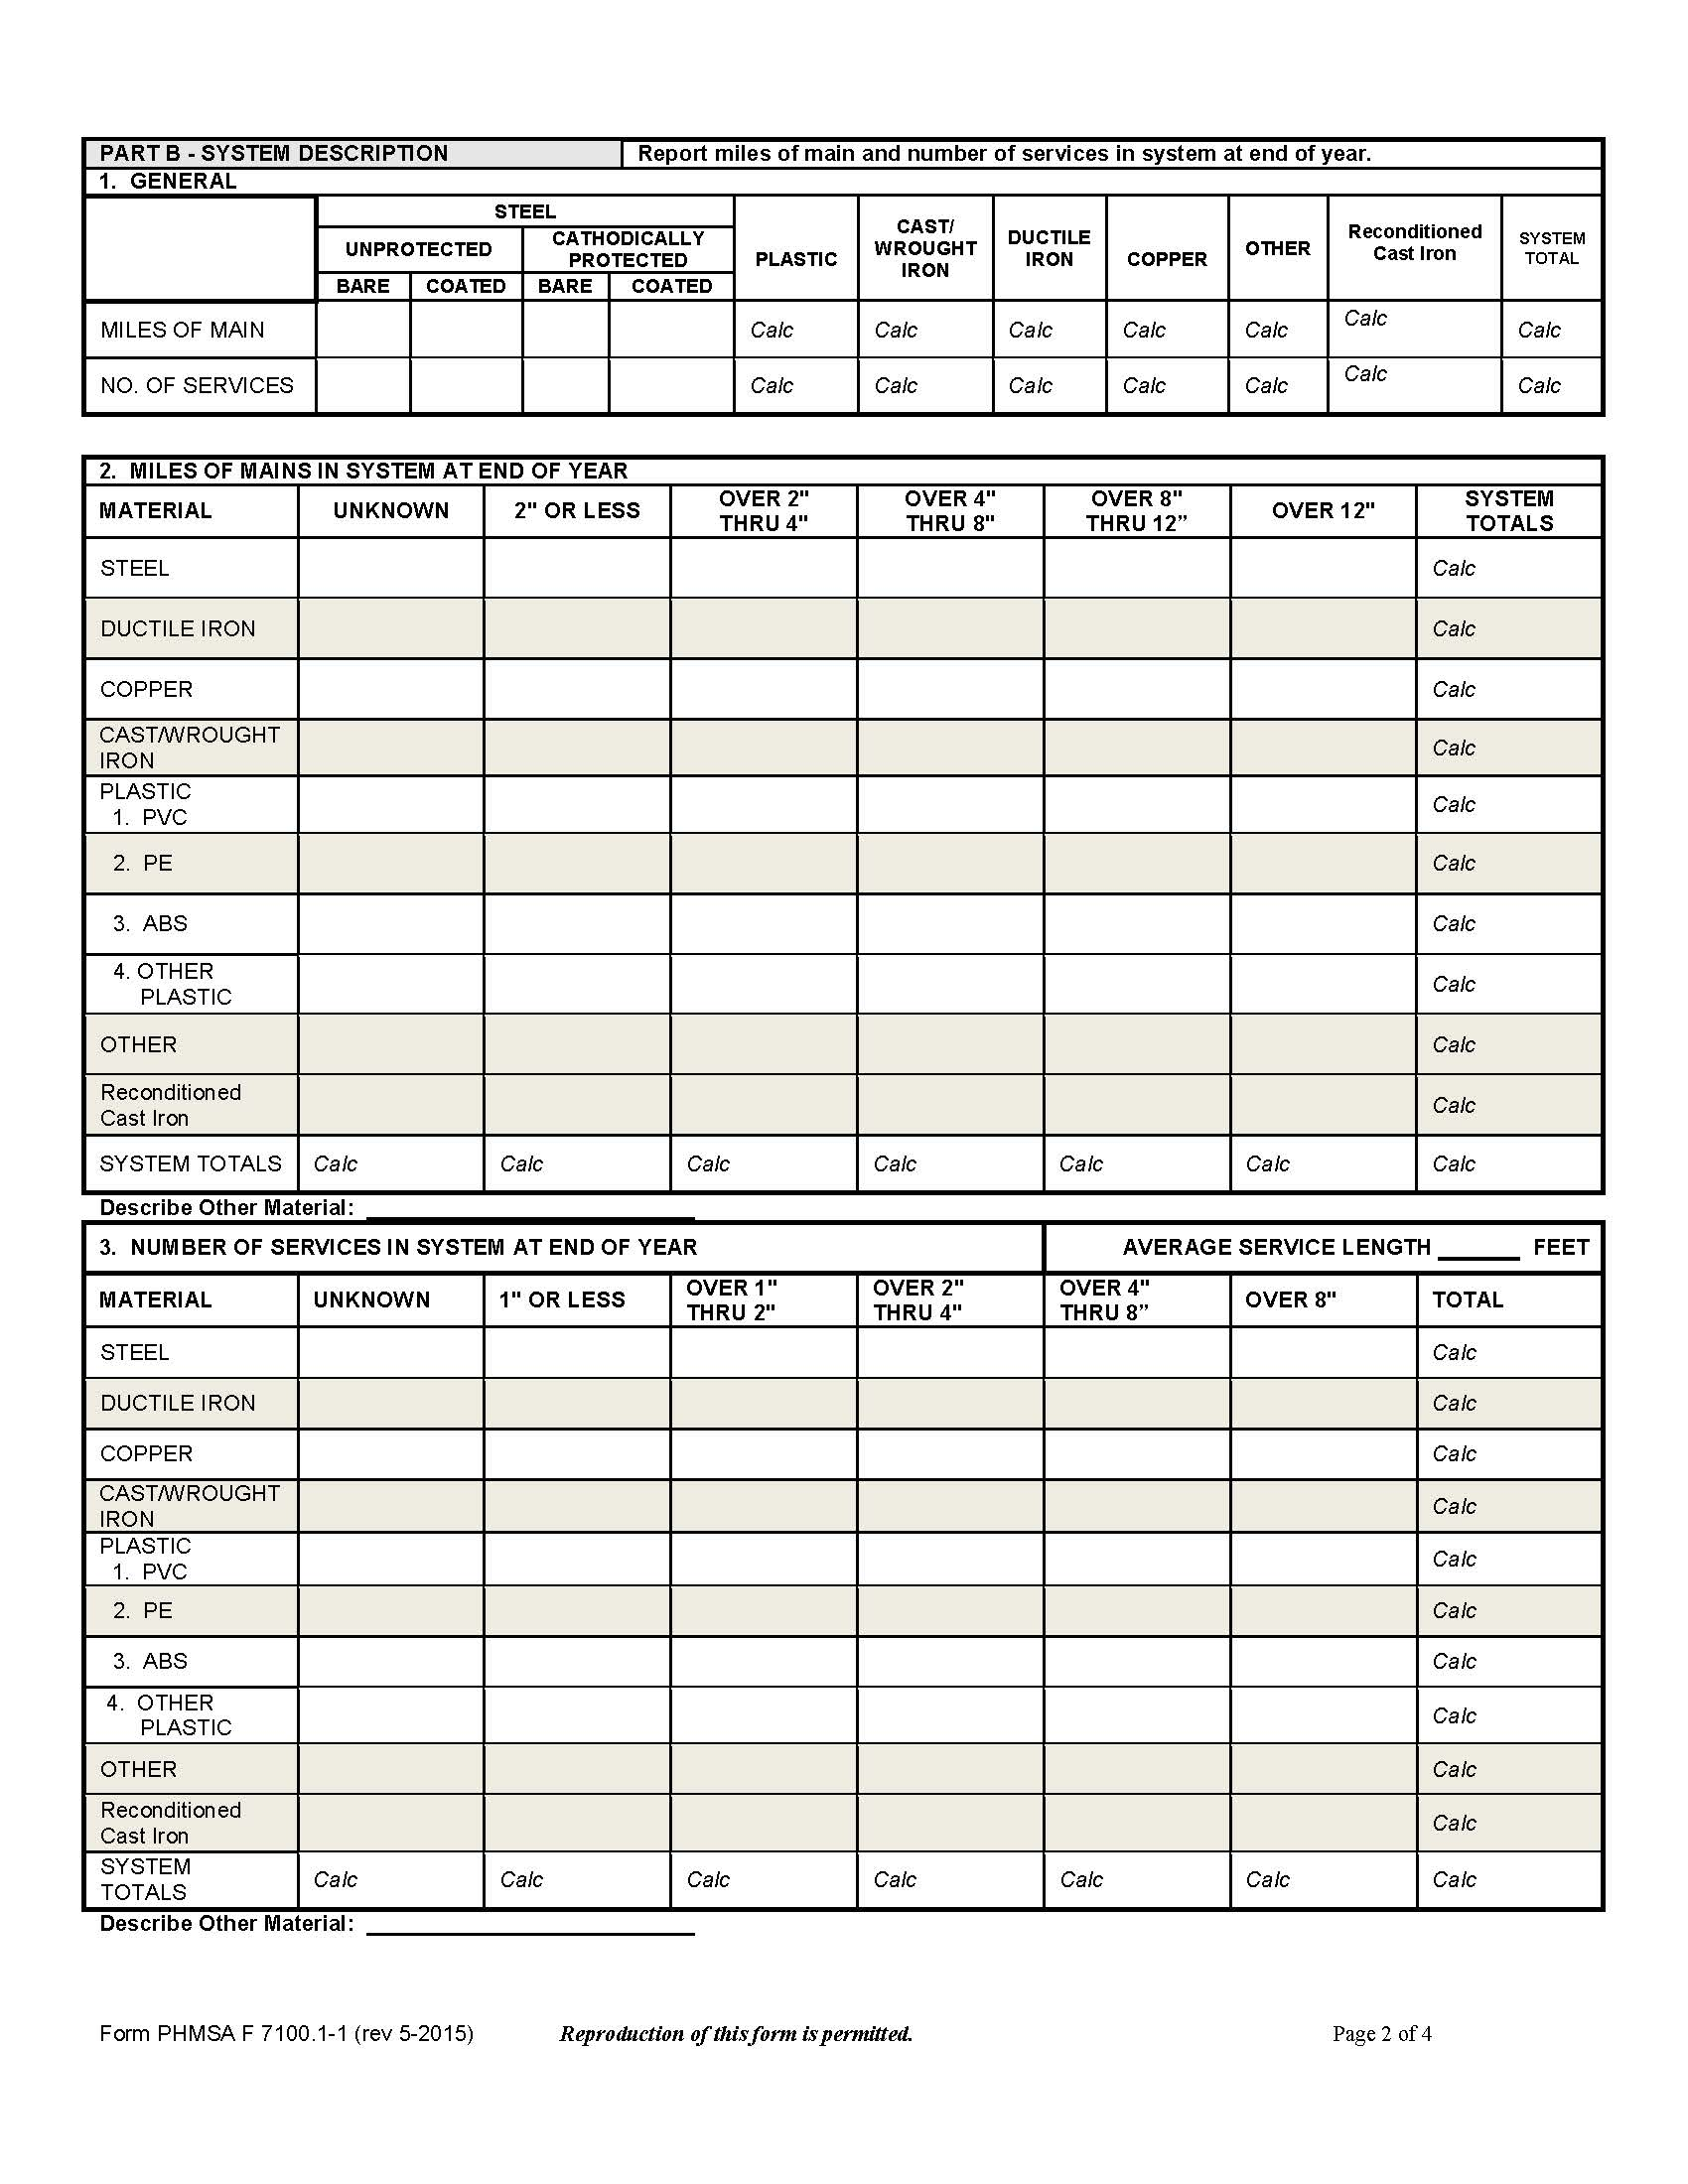 PART B - SYSTEM DESCRIPTION Report miles of main and number of services in system at end of year.
1. GENERAL
STEEL
UNPROTECTED CATHODICALLY PROTECTED PLASTIC CAST/ WROUGHT IRON DUCTILE IRON COPPER OTHER Reconditioned Cast Iron SYSTEM TOTAL
BARE COATED BARE COATED
MILES OF MAIN Calc Calc Calc Calc Calc Calc Calc
NO. OF SERVICES Calc Calc Calc Calc Calc Calc Calc
2. MILES OF MAINS IN SYSTEM AT END OF YEAR
MATERIAL UNKNOWN 2" OR LESS OVER 2" THRU 4" OVER 4" THRU 8" OVER 8" THRU 12” OVER 12" SYSTEM TOTALS
STEEL Calc
DUCTILE IRON Calc
COPPER Calc
CAST/WROUGHT IRON Calc
PLASTIC
1. PVC Calc
2. PE Calc
3. ABS Calc
4. OTHER PLASTIC Calc
OTHER Calc
Reconditioned Cast Iron Calc
SYSTEM TOTALS Calc Calc Calc Calc Calc Calc Calc
Describe Other Material:
3. NUMBER OF SERVICES IN SYSTEM AT END OF YEAR AVERAGE SERVICE LENGTH ______ FEET
MATERIAL UNKNOWN 1" OR LESS OVER 1" THRU 2" OVER 2" THRU 4" OVER 4" THRU 8” OVER 8" TOTAL
STEEL Calc
DUCTILE IRON Calc
COPPER Calc
CAST/WROUGHT IRON Calc
PLASTIC
1. PVC Calc
2. PE Calc
3. ABS Calc
4. OTHER PLASTIC Calc
OTHER Calc
Reconditioned Cast Iron Calc
SYSTEM TOTALS Calc Calc Calc Calc Calc Calc Calc
Describe Other Material:
Form PHMSA F 7100.1-1 (rev 5-2015) Reproduction of this form is permitted. Page 2 of 4